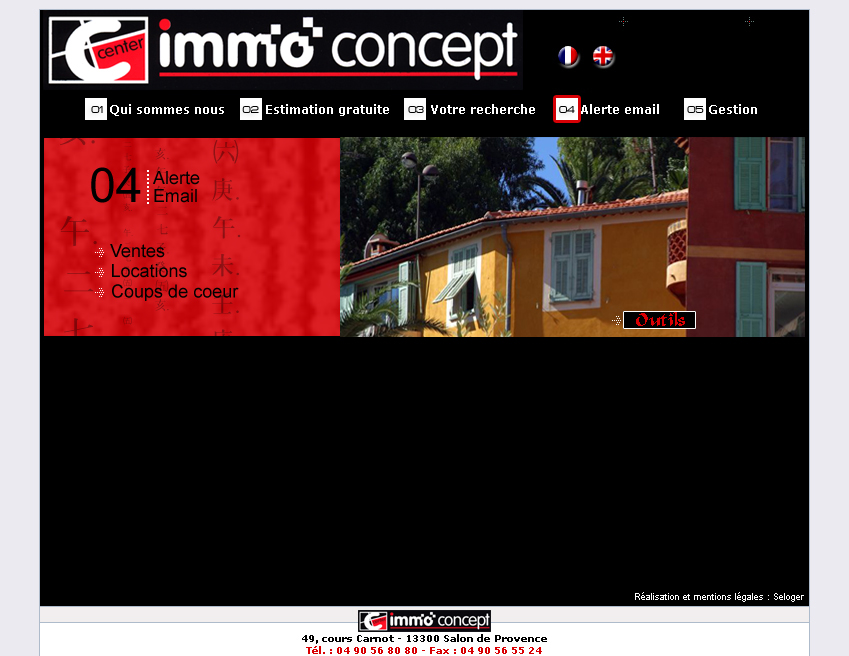 center immo concept
01 Qui sommes nous 02 Estimation gratuite 03 Votre recherche 04 Alerte email 05 Gestion
04 Alerte
Email
Ventes
Locations
Coups de coeur
Outils
Réalisation et mentions légales : Seloger
immo concept
49, cours Carnot - 13300 Salon de Provence
Tél. : 04 90 56 80 80 - Fax : 04 90 56 55 24